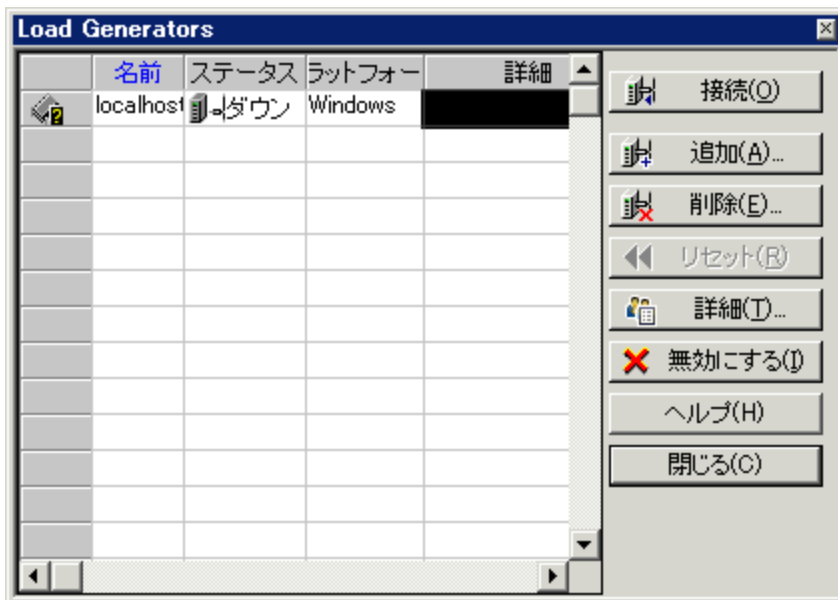 Load Generators
名前 ステータス ラットフォー 詳細
localhost ダウン Windows
接続(O)
追加(A)...
削除(E)...
リセット(R)
詳細(T)...
無効にする(I)
ヘルプ(H)
閉じる(C)